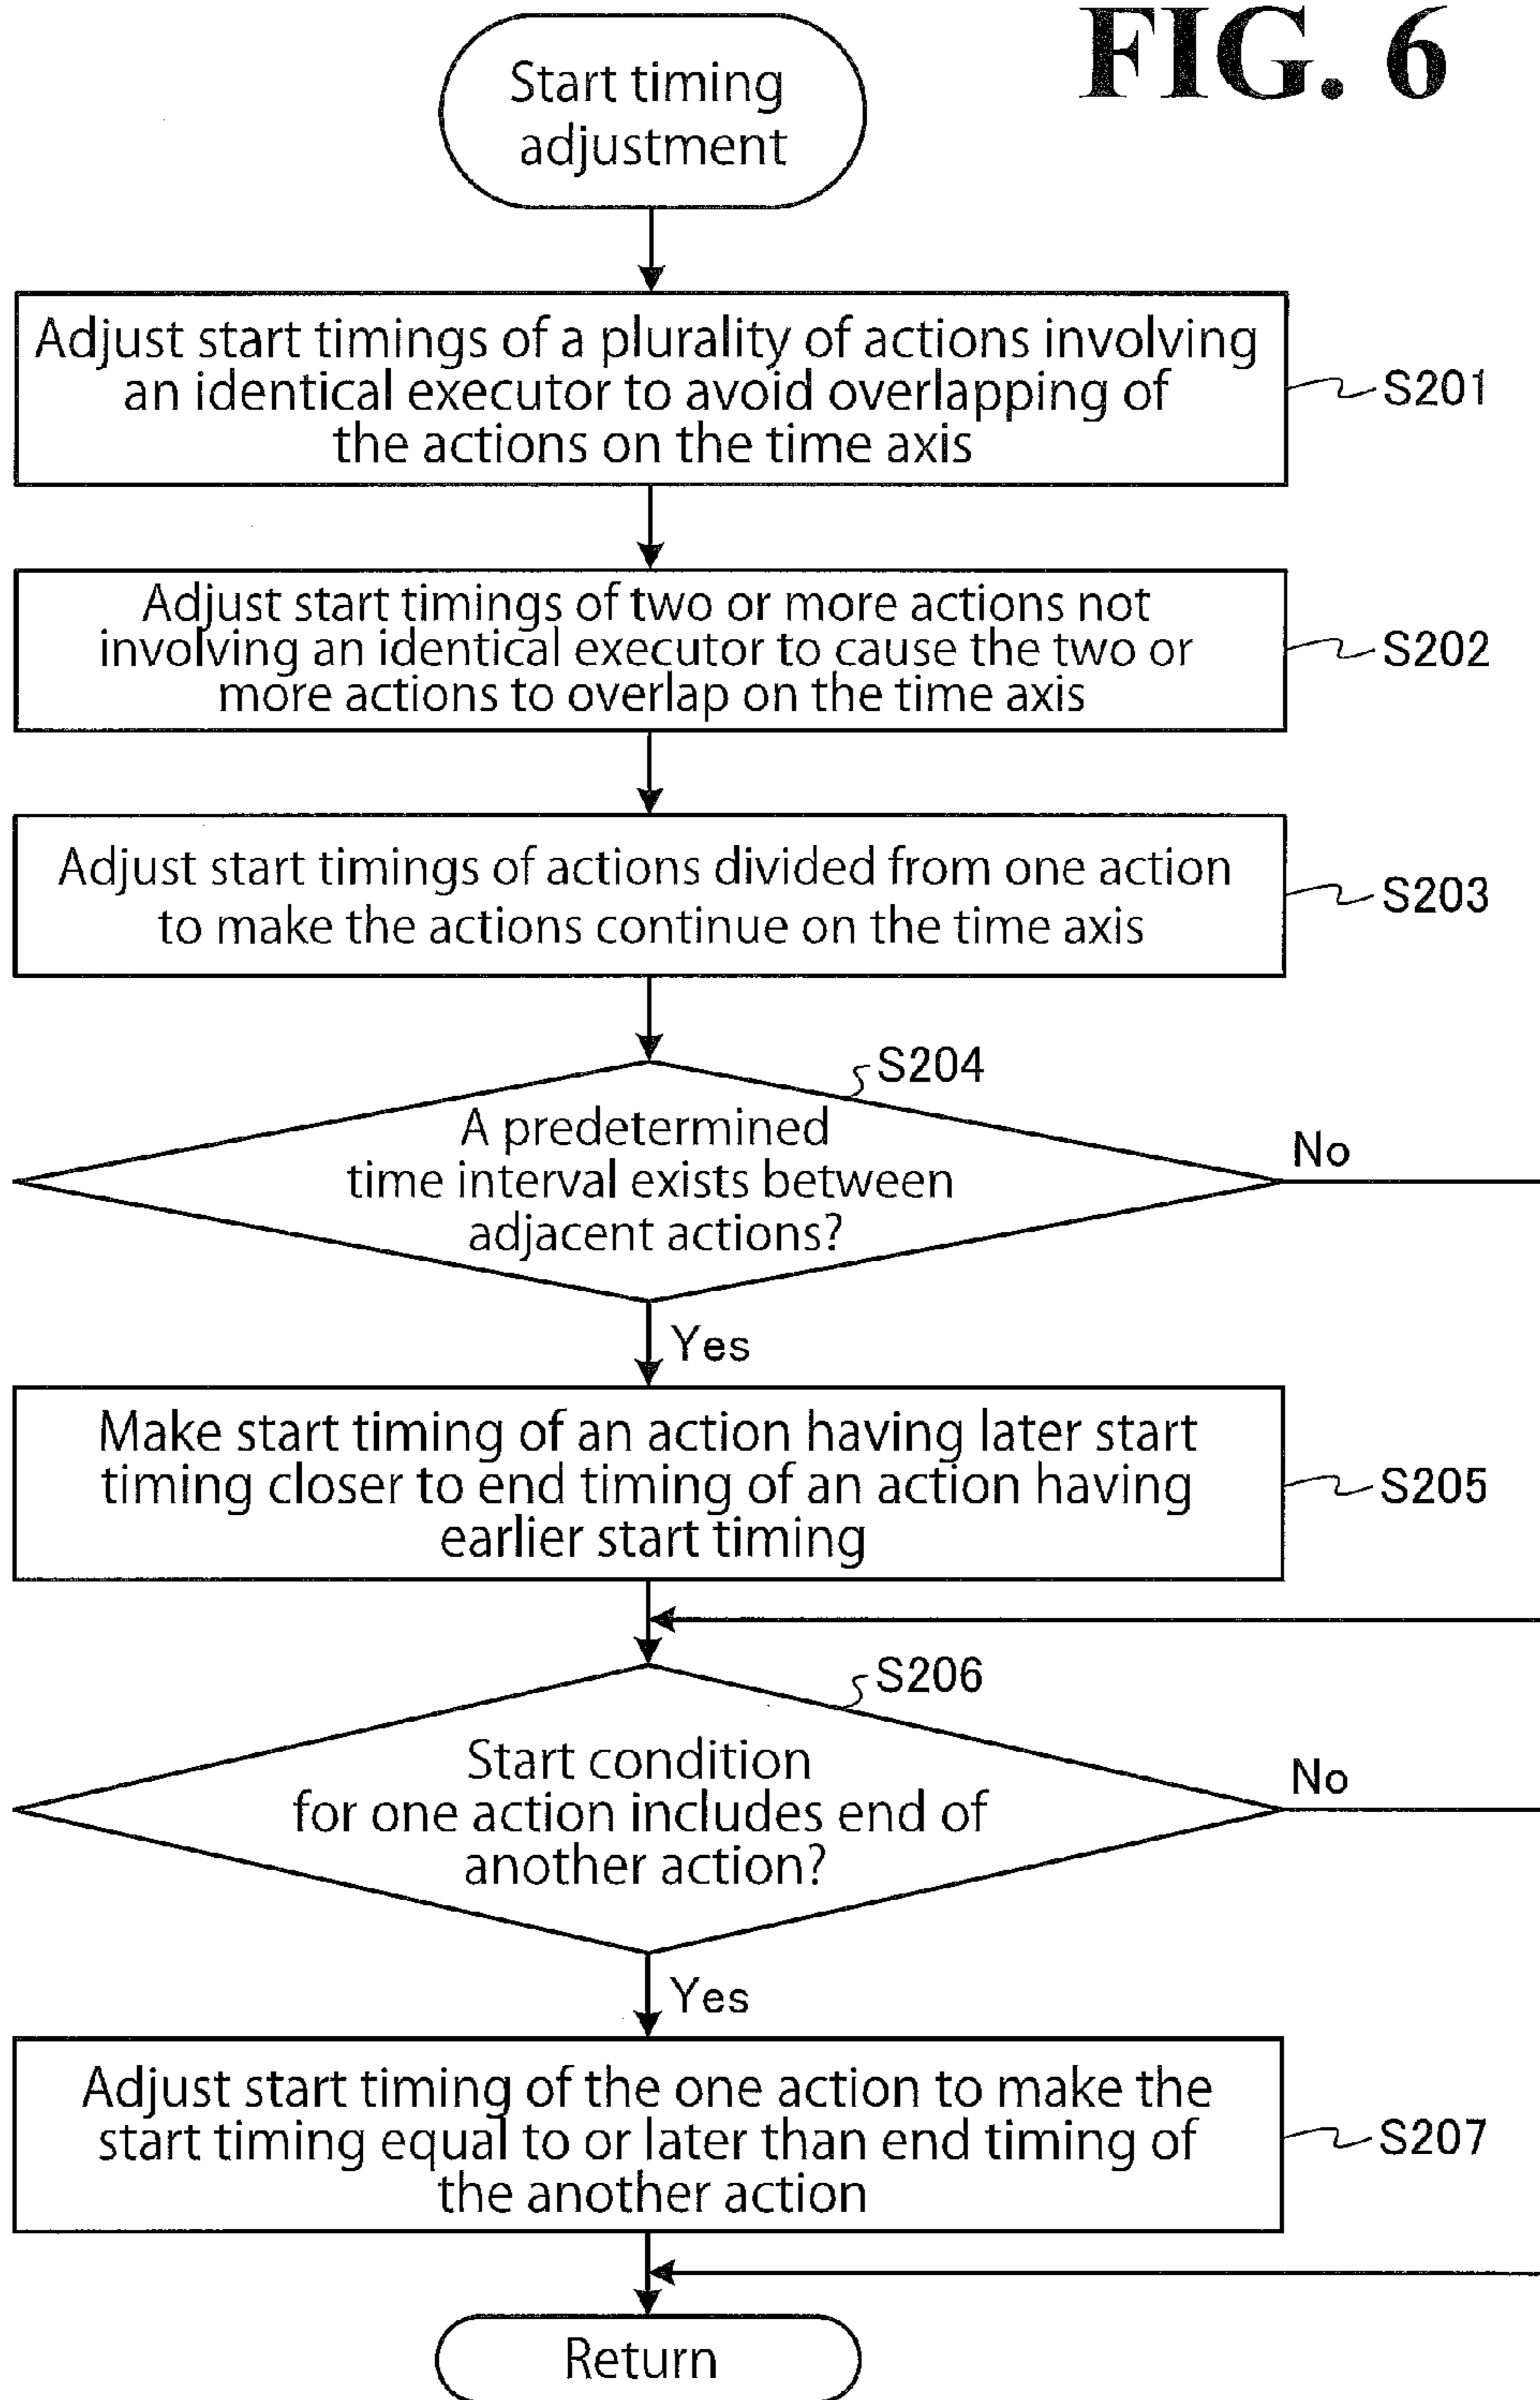 FIG. 6
Start timing
adjustment
Adjust start timings of a plurality of actions involving
an identical executor to avoid overlapping of
the actions on the time axis
S201
Adjust start timings of two or more actions not
involving an identical executor to cause the two or
more actions to overlap on the time axis
S202
Adjust start timings of actions divided from one action
to make the actions continue on the time axis
S203
S204
A predetermined
time interval exists between
adjacent actions?
No
Yes
Make start timing of an action having later start
timing closer to end timing of an action having
earlier start timing
S205
S206
Start condition
for one action includes end of
another action?
No
Yes
Adjust start timing of the one action to make the
start timing equal to or later than end timing of
the another action
S207
Return